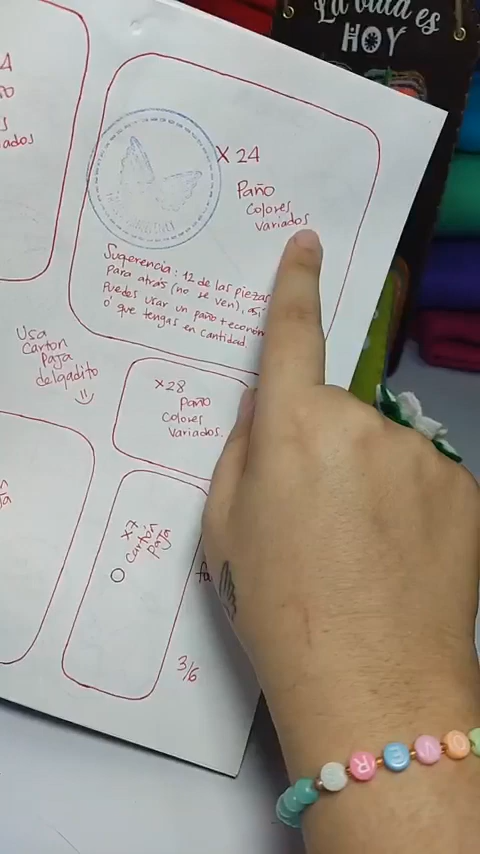 La vida es
HOY
4
ados
x 24
Paño
Colores
Variados
Sugerencia: 12 de las piezas
para atrás (no se ven), así
Puedes usar un paño + econó
ó que tengas en cantidad.
Usa
Carton
Paja
delgadito
x28
Paño
Colores
Variados.
x7
cartón
paja
3/6
R E V O